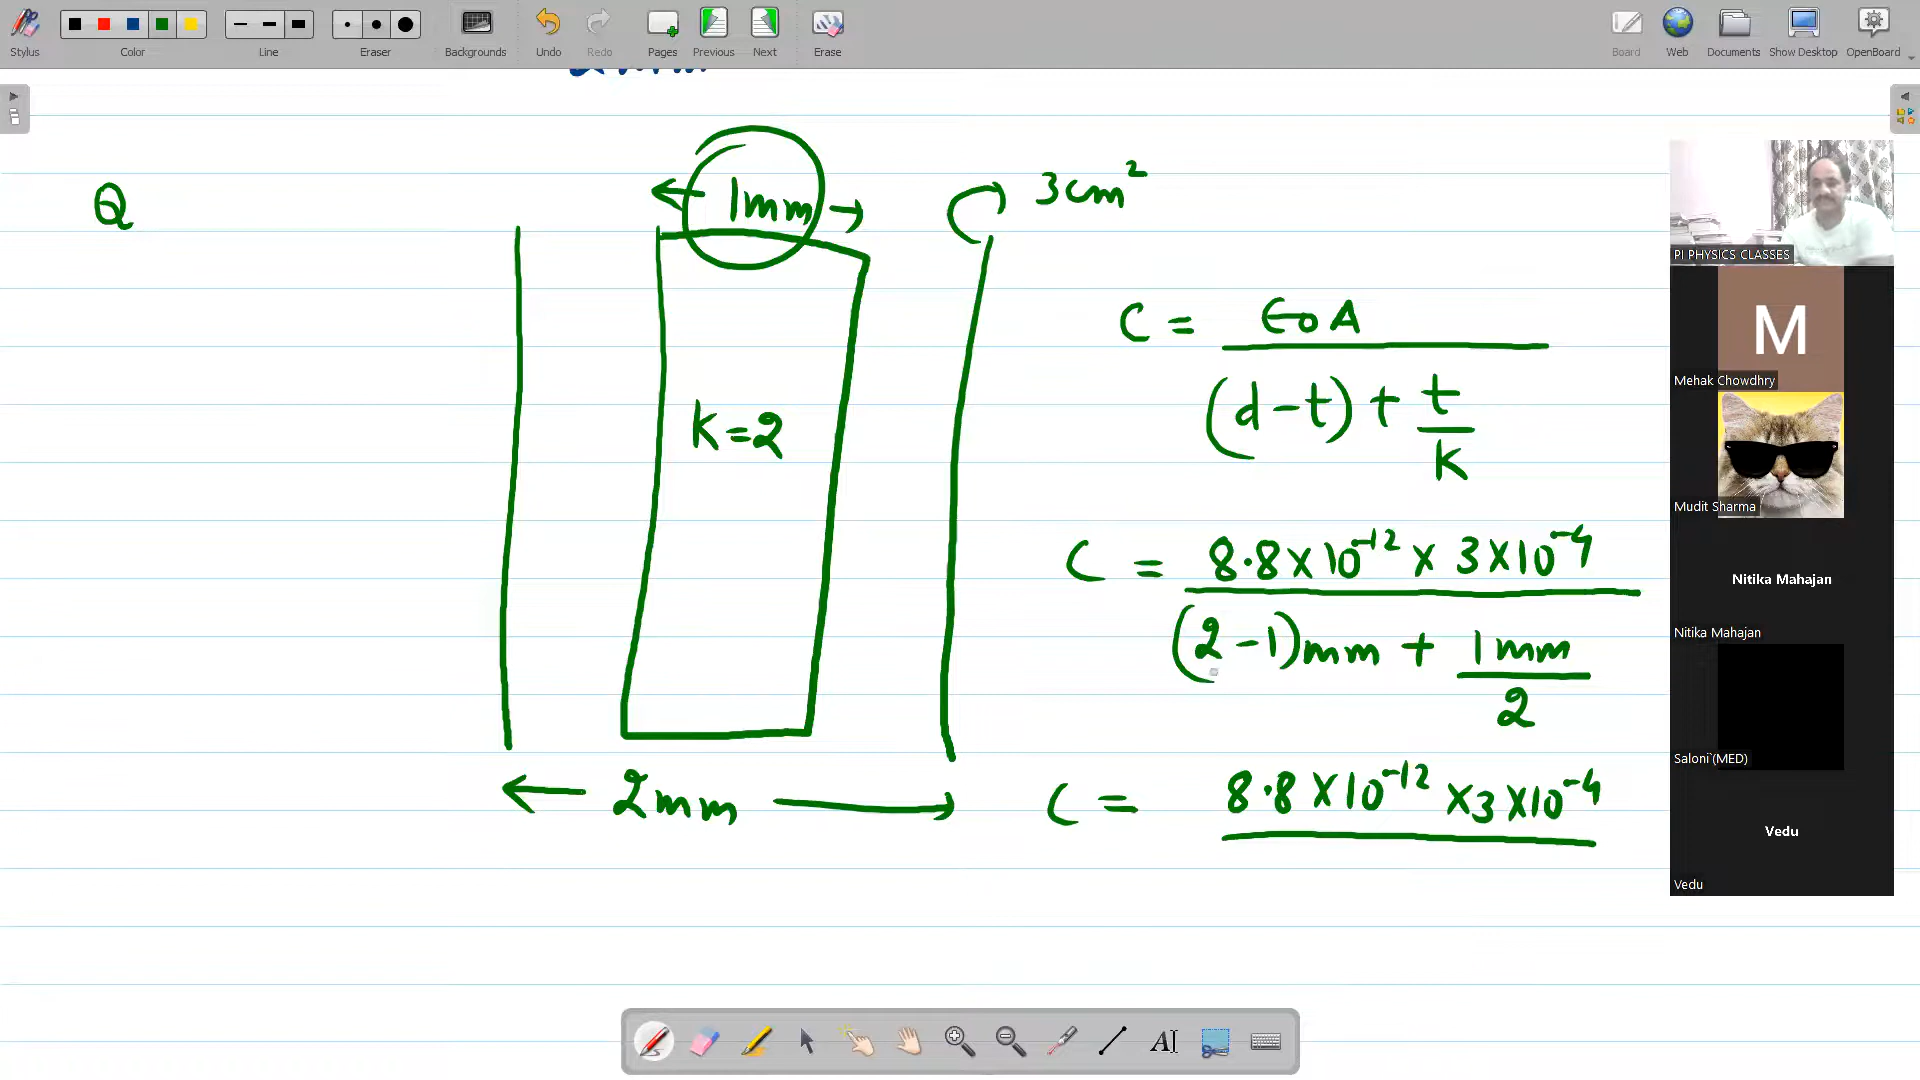 Stylus
Color
Line
Eraser
Backgrounds
Undo
Redo
Pages
Previous
Next
Erase
Board
Web
Documents
Show Desktop
OpenBoard
Q
1mm
3cm²
K=2
2mm
C = ϵ0 A
(d-t) + t
K
C = 8.8×10⁻¹² × 3×10⁻⁴
(2-1)mm + 1mm
2
C = 8.8×10⁻¹² ×3×10⁻⁴
PI PHYSICS CLASSES
M
Mehak Chowdhry
Mudit Sharma
Nitika Mahajan
Nitika Mahajan
Saloni`(MED)
Vedu
Vedu
A